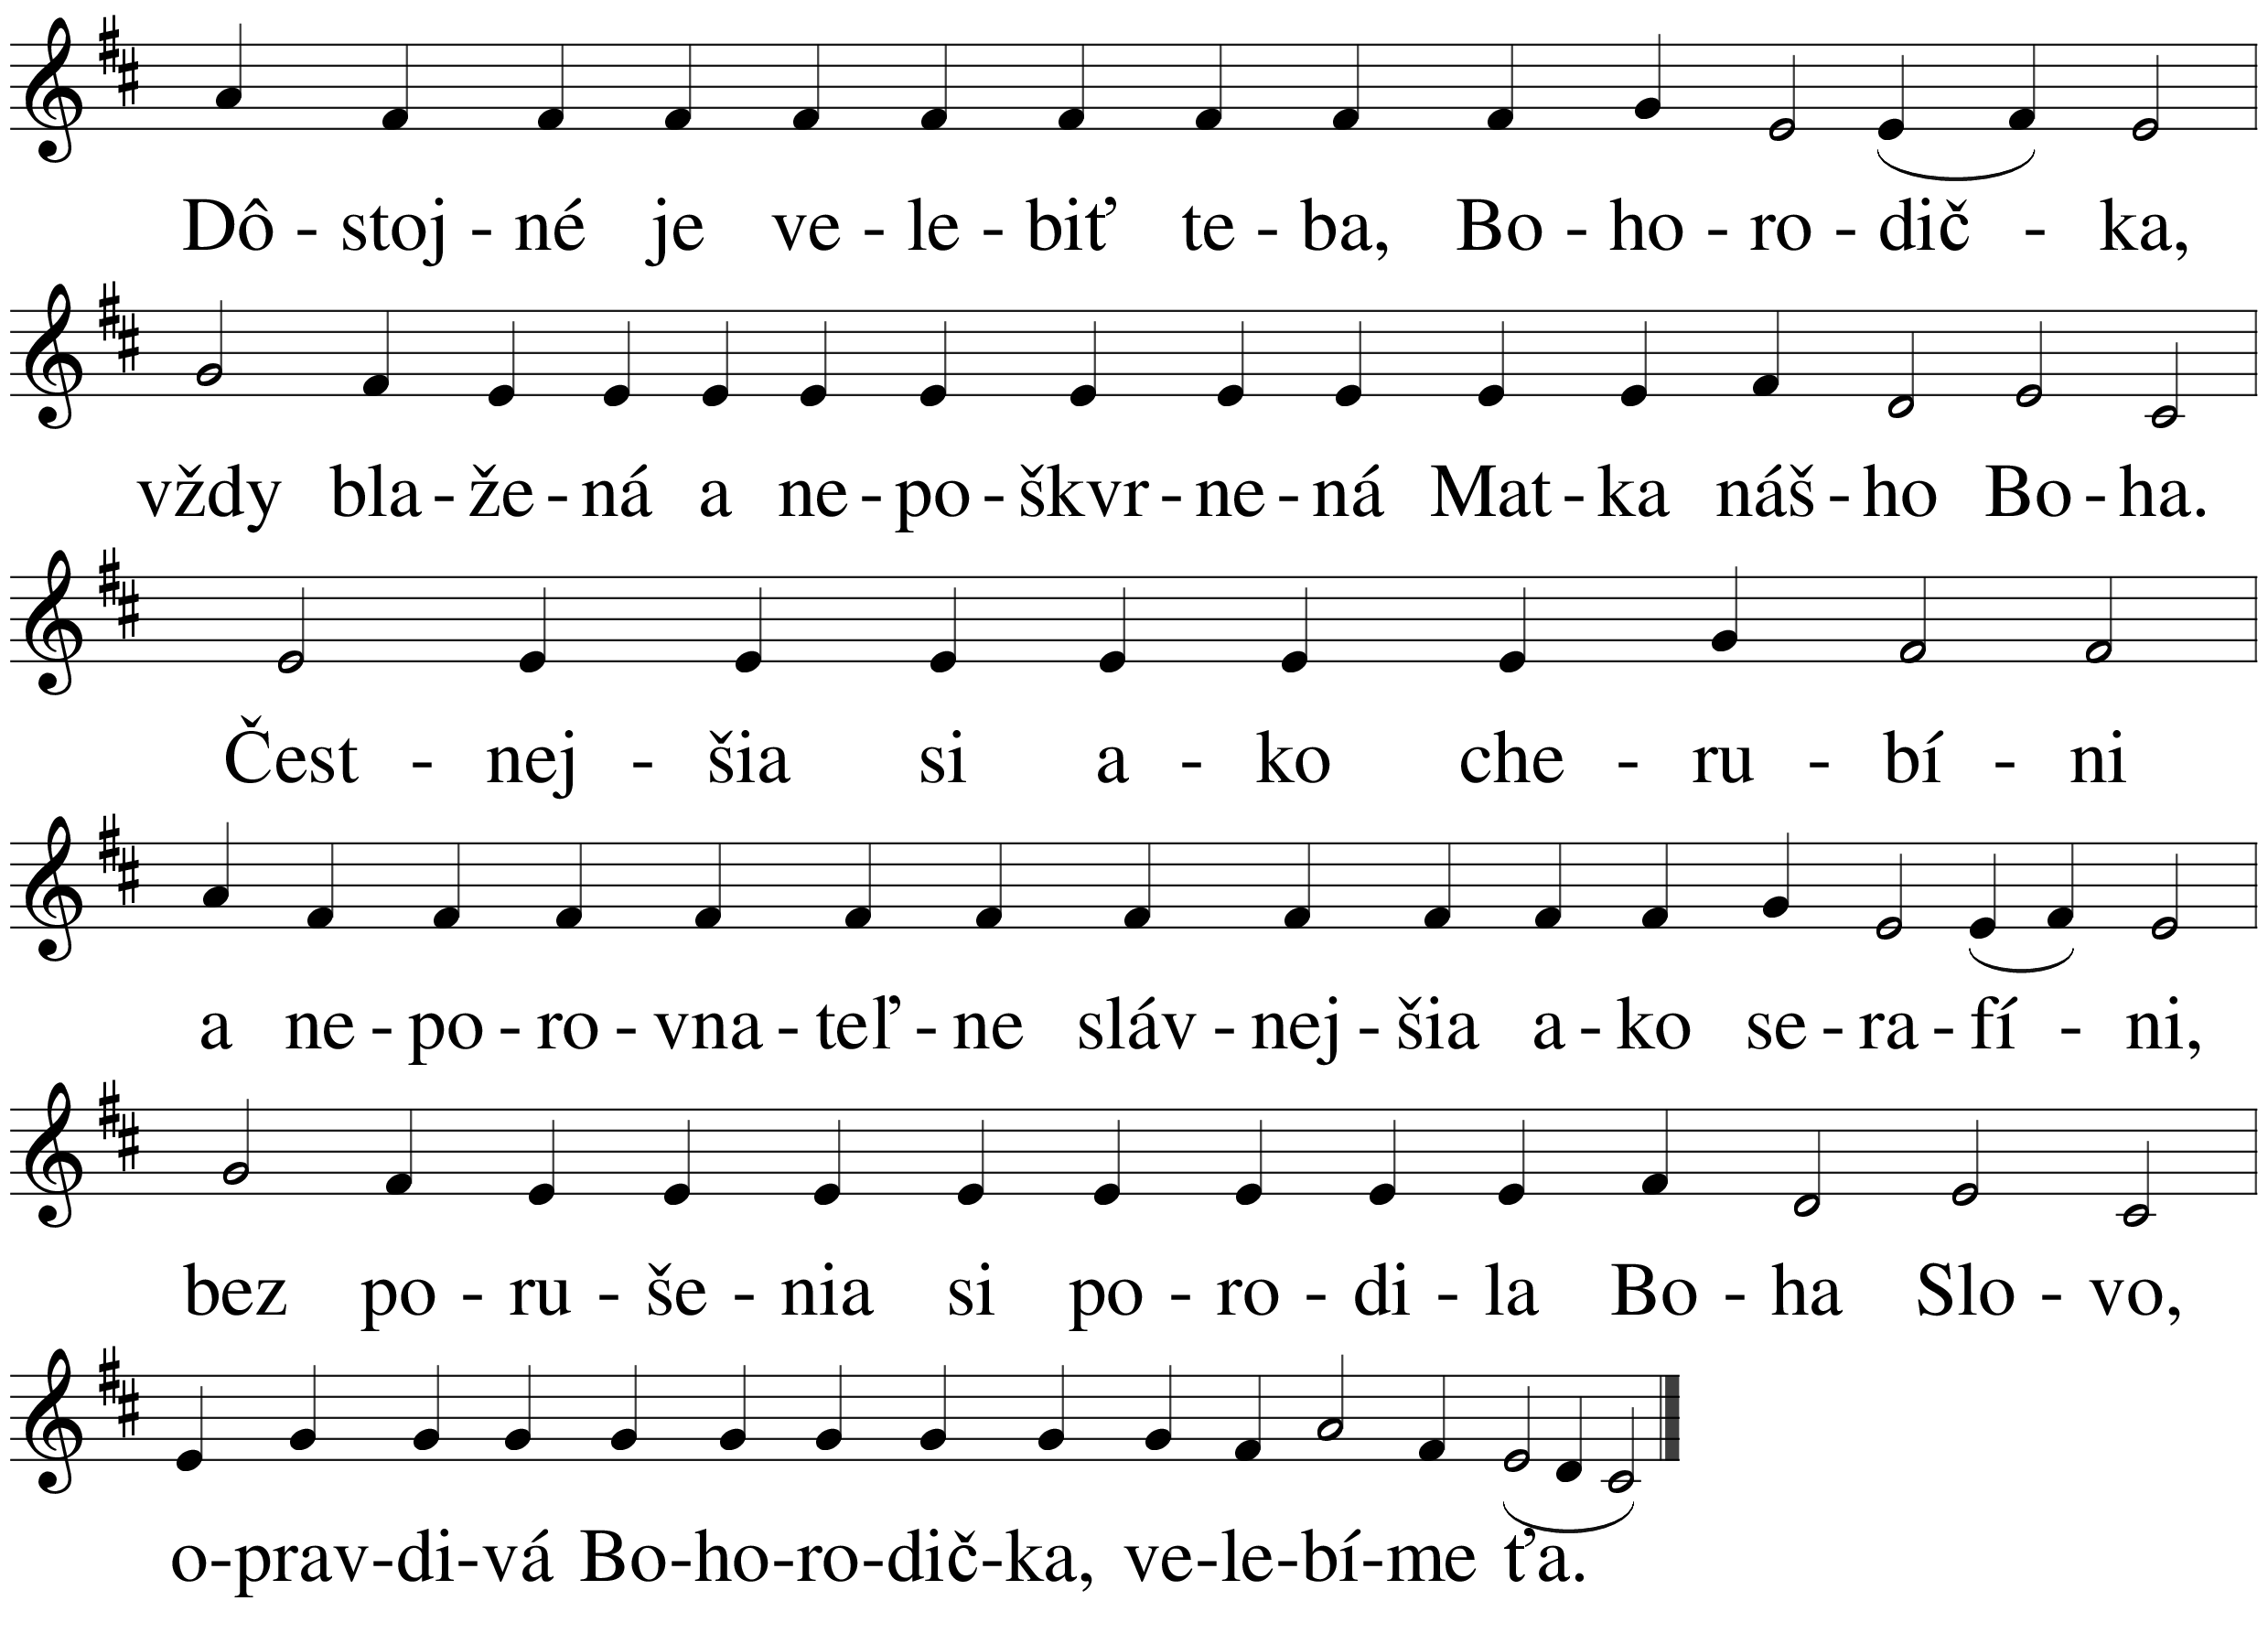 Dô - stoj - né je ve - le - biť te - ba, Bo - ho - ro - dič - ka,
vždy bla - že - ná a ne - po - škvr - ne - ná Mat - ka náš - ho Bo - ha.
Čest - nej - šia si a - ko che - ru - bí - ni
a ne - po - ro - vna - teľ - ne sláv - nej - šia a - ko se - ra - fí - ni,
bez po - ru - še - nia si po - ro - di - la Bo - ha Slo - vo,
o-prav-di-vá Bo-ho-ro-dič-ka, ve-le-bí-me ťa.